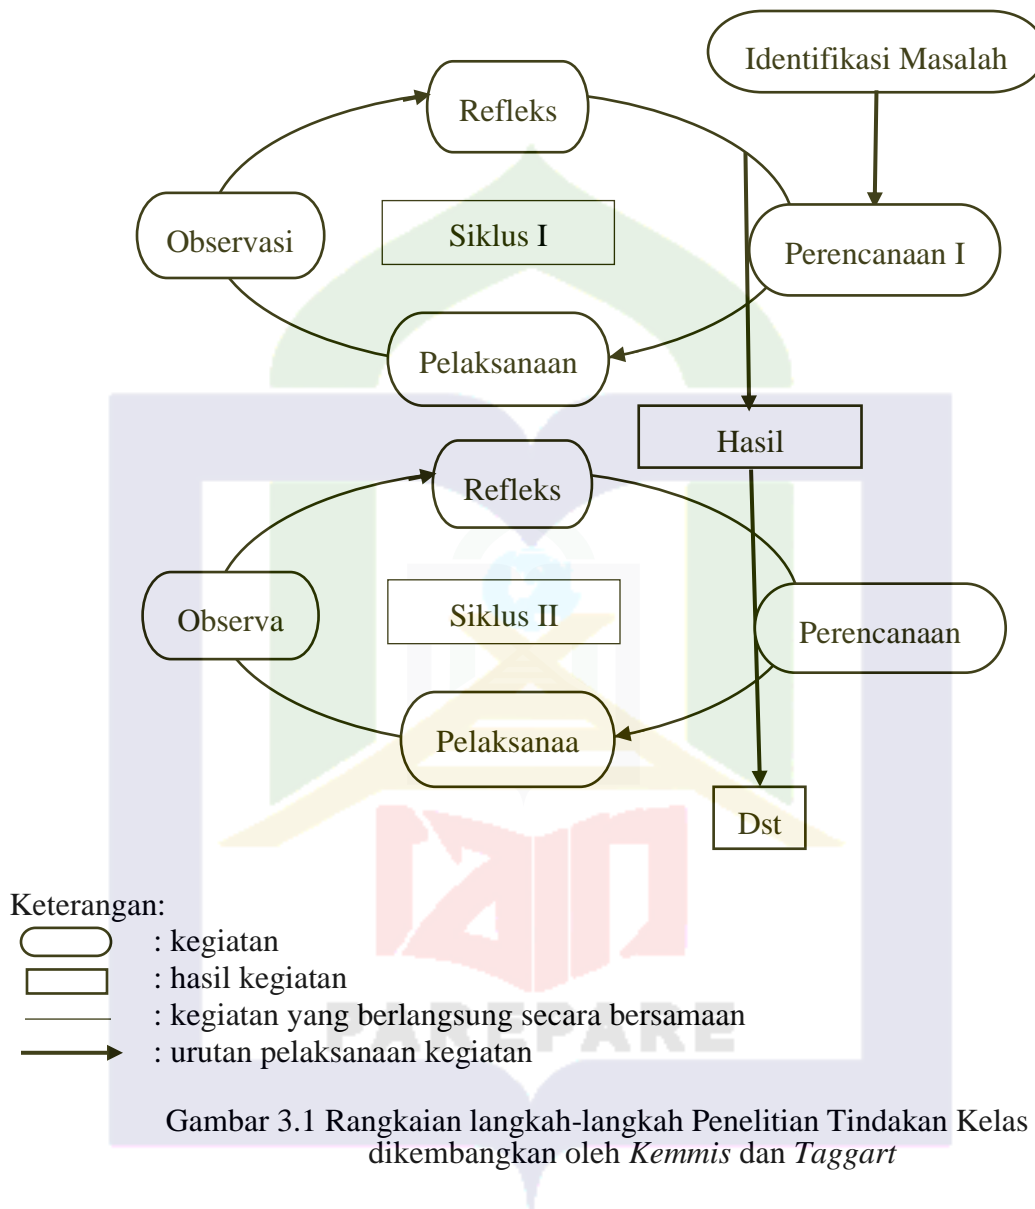 Identifikasi Masalah
Refleks
Observasi
Siklus I
Perencanaan I
Pelaksanaan
Hasil
Refleks
Observa
Siklus II
Perencanaan
Pelaksanaa
Dst
Keterangan:
: kegiatan
: hasil kegiatan
: kegiatan yang berlangsung secara bersamaan
: urutan pelaksanaan kegiatan
PAREPARE
Gambar 3.1 Rangkaian langkah-langkah Penelitian Tindakan Kelas
dikembangkan oleh Kemmis dan Taggart